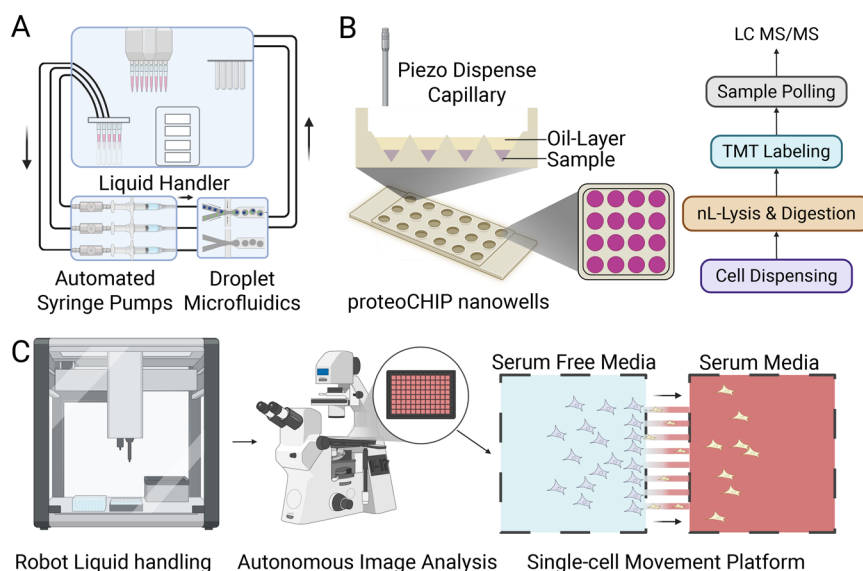 A
Liquid Handler
Automated
Syringe Pumps
Droplet
Microfluidics
B
Piezo Dispense
Capillary
Oil-Layer
Sample
proteoCHIP nanowells
LC MS/MS
Sample Polling
TMT Labeling
nL-Lysis & Digestion
Cell Dispensing
C
Serum Free Media
Serum Media
Robot Liquid handling
Autonomous Image Analysis
Single-cell Movement Platform